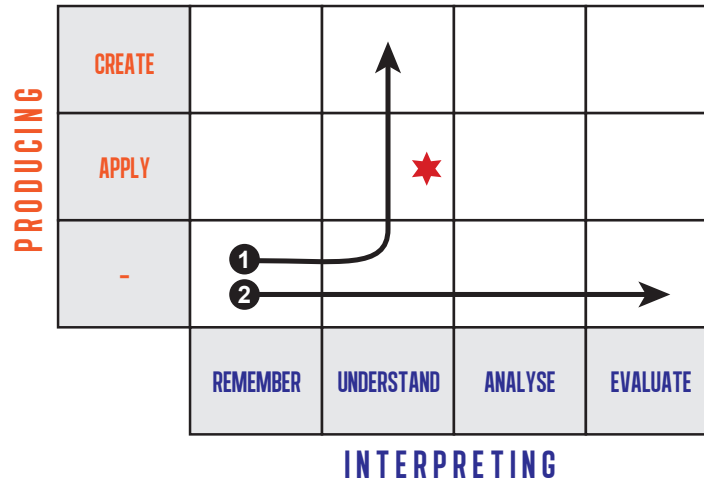 PRODUCING
CREATE
APPLY
-
1
2
REMEMBER UNDERSTAND ANALYSE EVALUATE
INTERPRETING